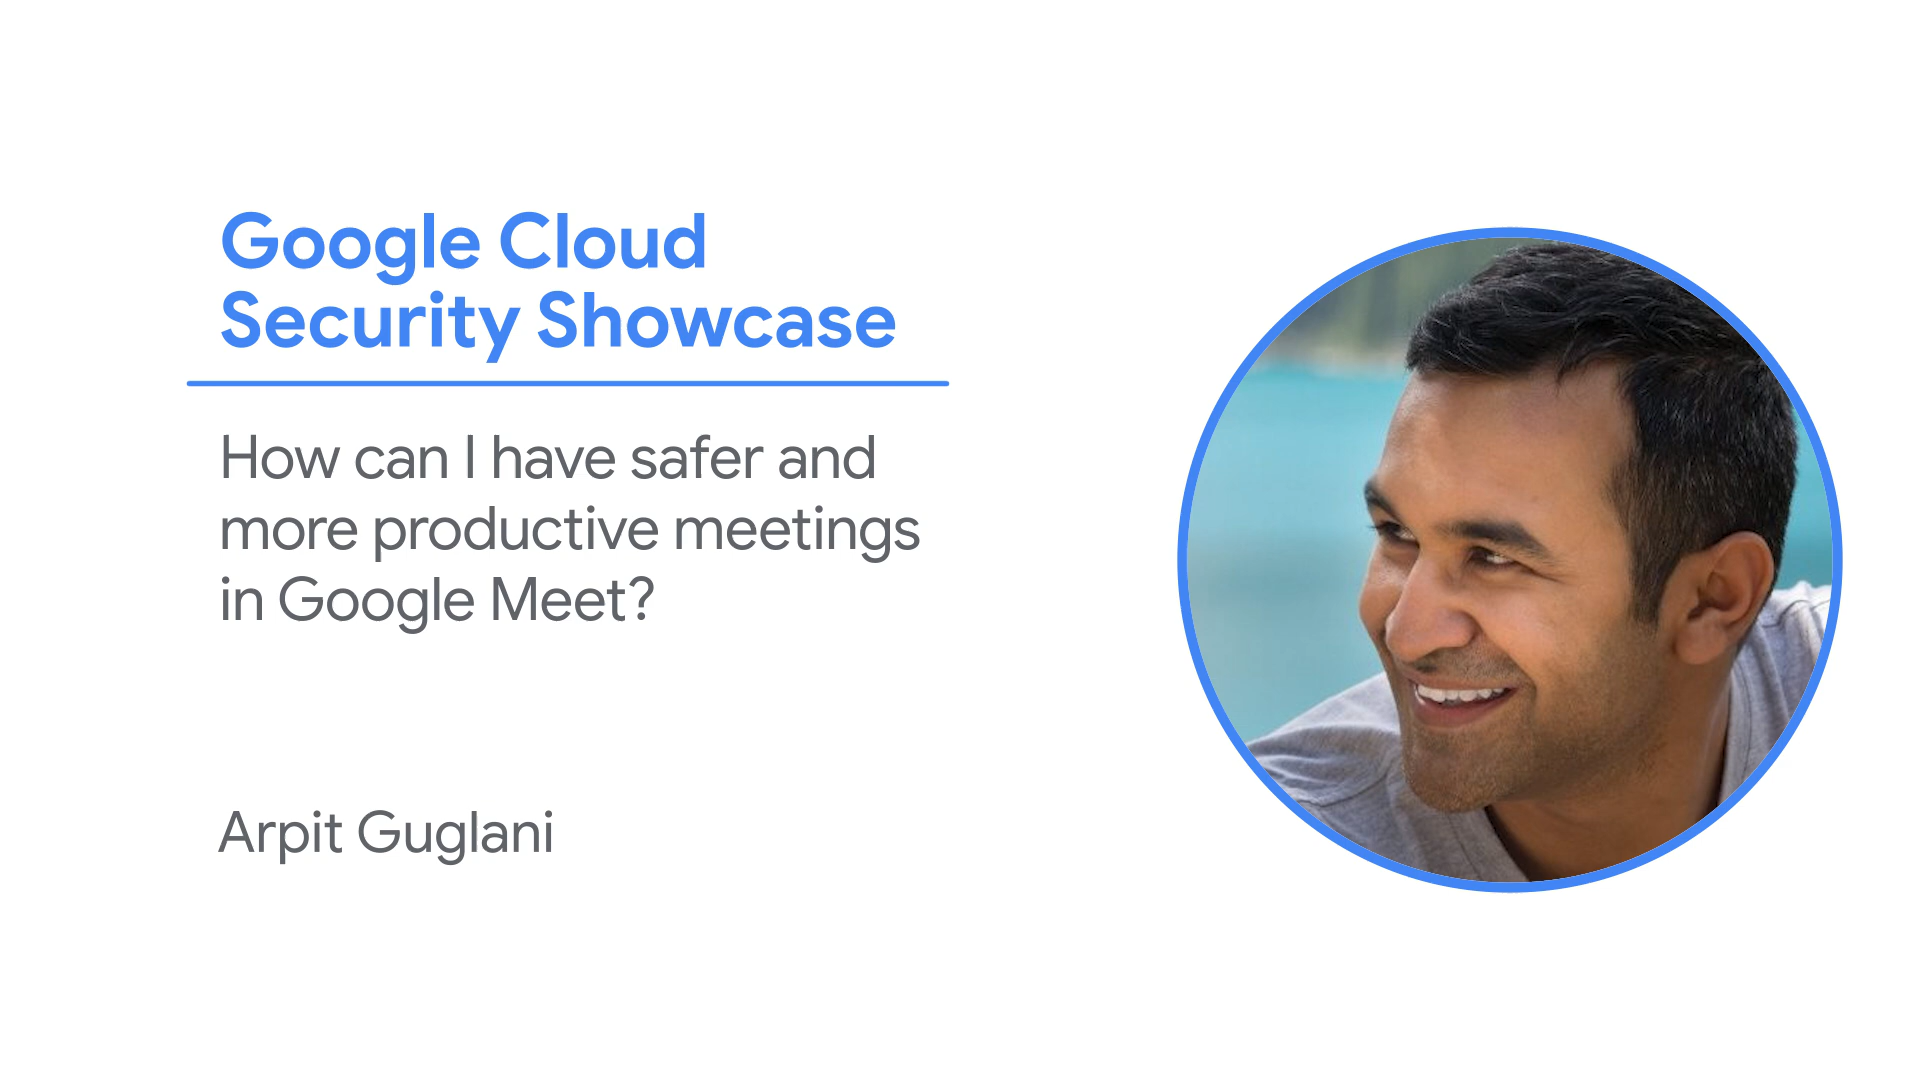 Google Cloud
Security Showcase
How can I have safer and
more productive meetings
in Google Meet?
Arpit Guglani